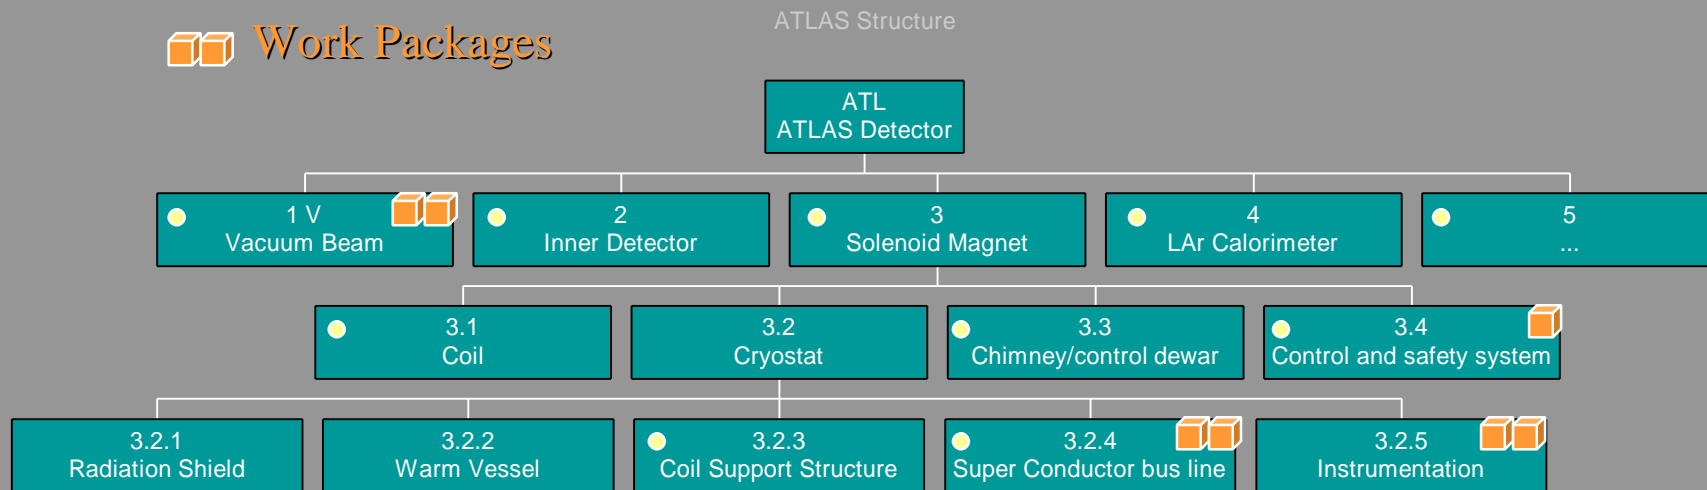 ATLAS Structure
Work Packages
ATL
ATLAS Detector
1 V
Vacuum Beam
2
Inner Detector
3
Solenoid Magnet
4
LAr Calorimeter
5
...
3.1
Coil
3.2
Cryostat
3.3
Chimney/control dewar
3.4
Control and safety system
3.2.1
Radiation Shield
3.2.2
Warm Vessel
3.2.3
Coil Support Structure
3.2.4
Super Conductor bus line
3.2.5
Instrumentation